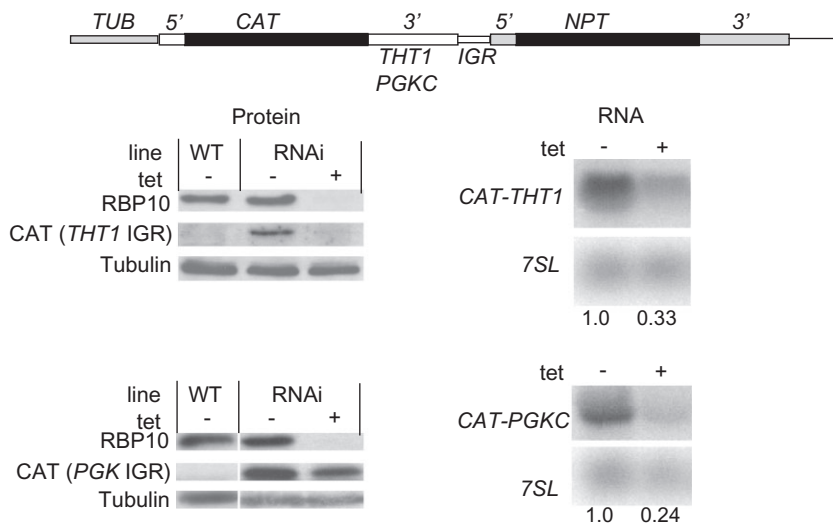 TUB 5' CAT 3' 5' NPT 3'
THT1 IGR
PGKC
Protein
line WT RNAi
tet - - +
RBP10
CAT (THT1 IGR)
Tubulin
RNA
tet - +
CAT-THT1
7SL
1.0 0.33
line WT RNAi
tet - - +
RBP10
CAT (PGK IGR)
Tubulin
tet - +
CAT-PGKC
7SL
1.0 0.24